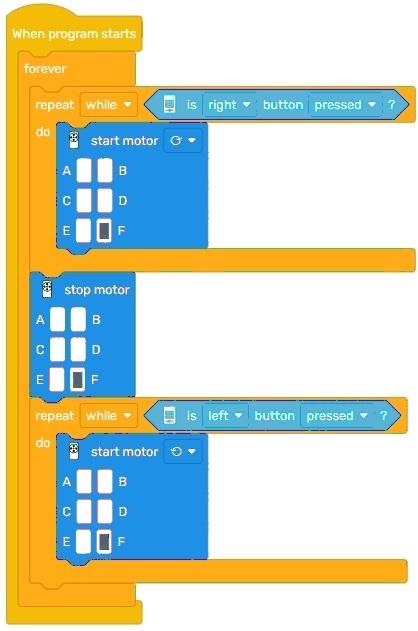 When program starts
forever
repeat while is right button pressed ?
do
start motor
A B
C D
E F
stop motor
A B
C D
E F
repeat while is left button pressed ?
do
start motor
A B
C D
E F